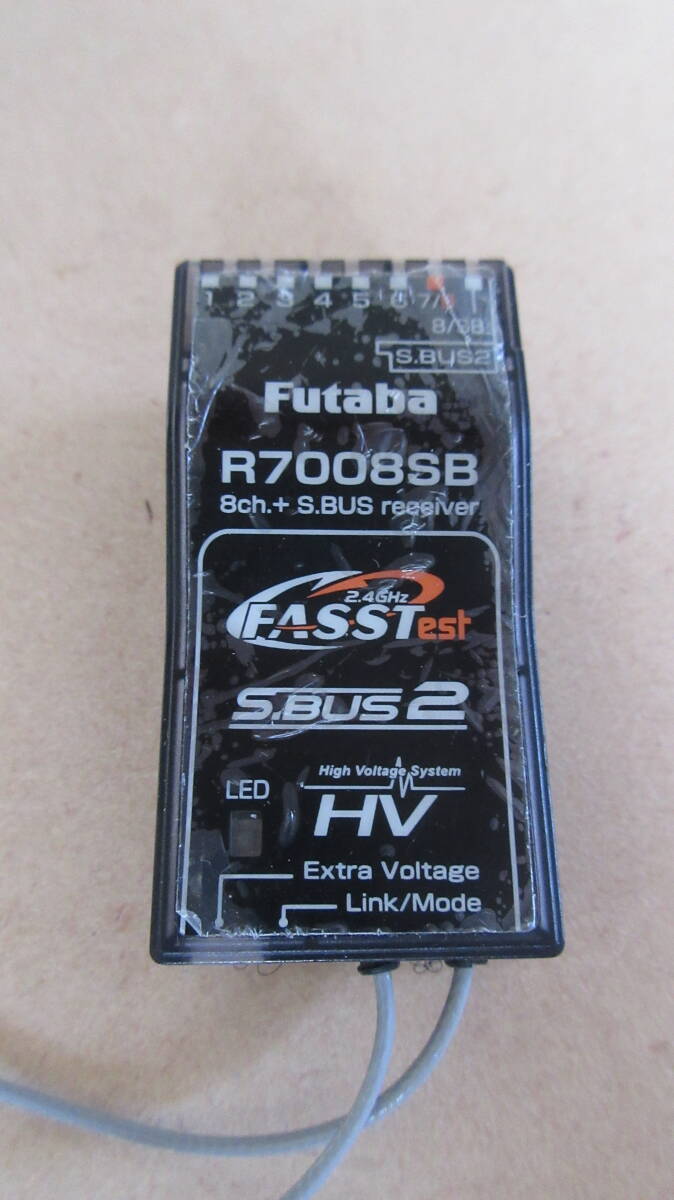 1 2 3 4 5 6 7/B
8/SB
S.BUS2
Futaba
R7008SB
8ch.+ S.BUS receiver
2.4GHz
FASSTest
S.BUS2
High Voltage System
LED HV
Extra Voltage
Link/Mode